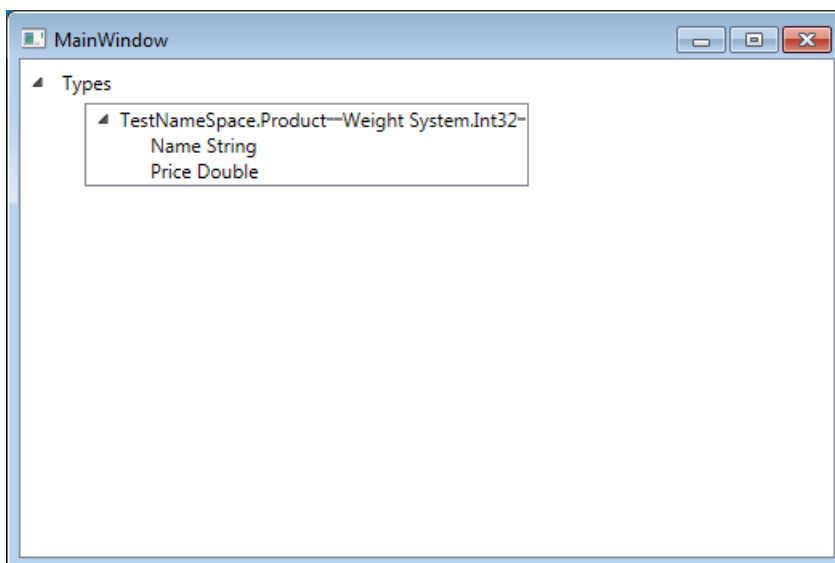 MainWindow
Types
TestNameSpace.Product—Weight System.Int32-
Name String
Price Double